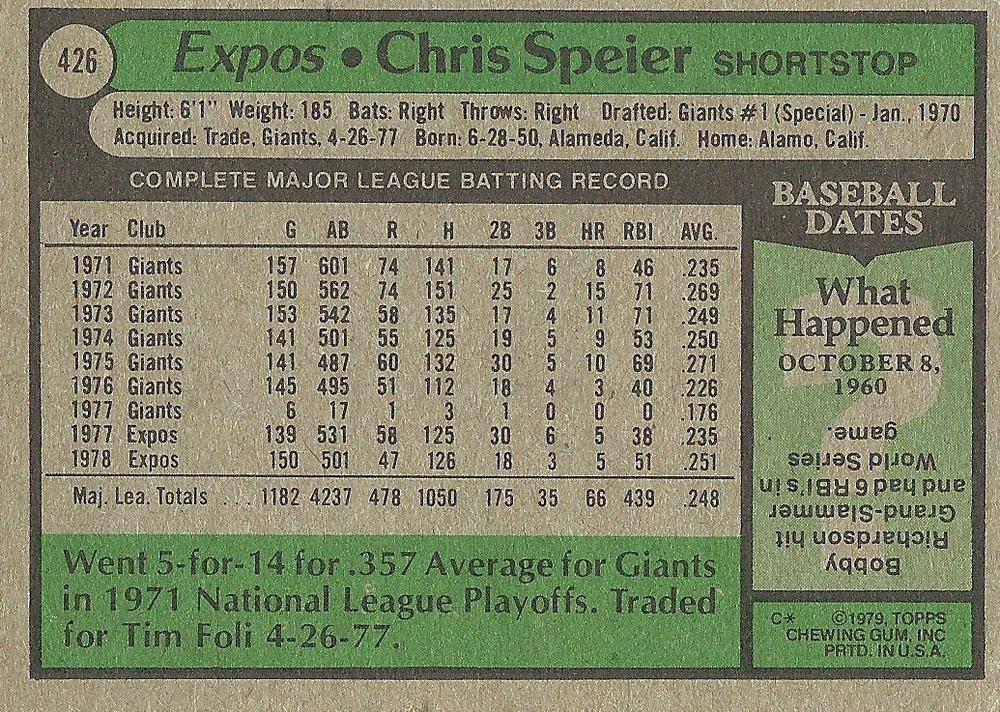 426
Expos • Chris Speier SHORTSTOP
Height: 6'1" Weight: 185 Bats: Right Throws: Right Drafted: Giants #1 (Special) - Jan., 1970
Acquired: Trade, Giants, 4-26-77 Born: 6-28-50, Alameda, Calif. Home: Alamo, Calif.
COMPLETE MAJOR LEAGUE BATTING RECORD
Year Club G AB R H 2B 3B HR RBI AVG.
1971 Giants 157 601 74 141 17 6 8 46 .235
1972 Giants 150 562 74 151 25 2 15 71 .269
1973 Giants 153 542 58 135 17 4 11 71 .249
1974 Giants 141 501 55 125 19 5 9 53 .250
1975 Giants 141 487 60 132 30 5 10 69 .271
1976 Giants 145 495 51 112 18 4 3 40 .226
1977 Giants 6 17 1 3 1 0 0 0 .176
1977 Expos 139 531 58 125 30 6 5 38 .235
1978 Expos 150 501 47 126 18 3 5 51 .251
Maj. Lea. Totals .... 1182 4237 478 1050 175 35 66 439 .248
Went 5-for-14 for .357 Average for Giants
in 1971 National League Playoffs. Traded
for Tim Foli 4-26-77.
BASEBALL
DATES
What
Happened
OCTOBER 8,
1960
Bobby
Richardson hit
Grand-Slammer
and had 6 RBI's in
World Series
game.
C* ©1979, TOPPS
CHEWING GUM, INC
PRTD. IN U.S.A.